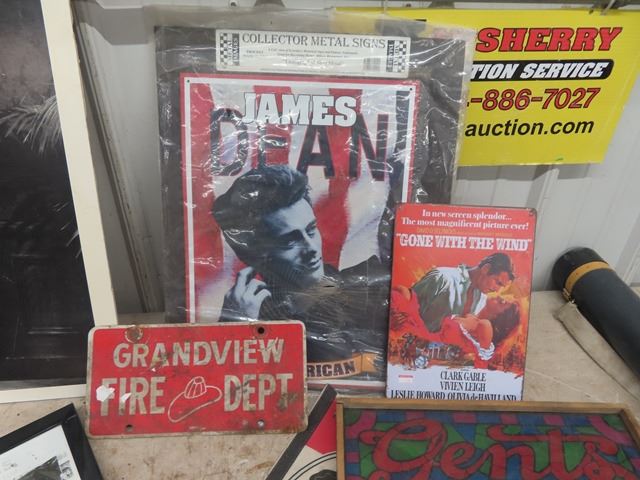 COLLECTOR METAL SIGNS
JAMES
DEAN
RICAN
SHERRY
TION SERVICE
-886-7027
auction.com
In new screen splendor...
The most magnificent picture ever!
"GONE WITH THE WIND"
CLARK GABLE
VIVIEN LEIGH
LESLIE HOWARD OLIVIA de HAVILLAND
GRANDVIEW
FIRE DEPT
Gents